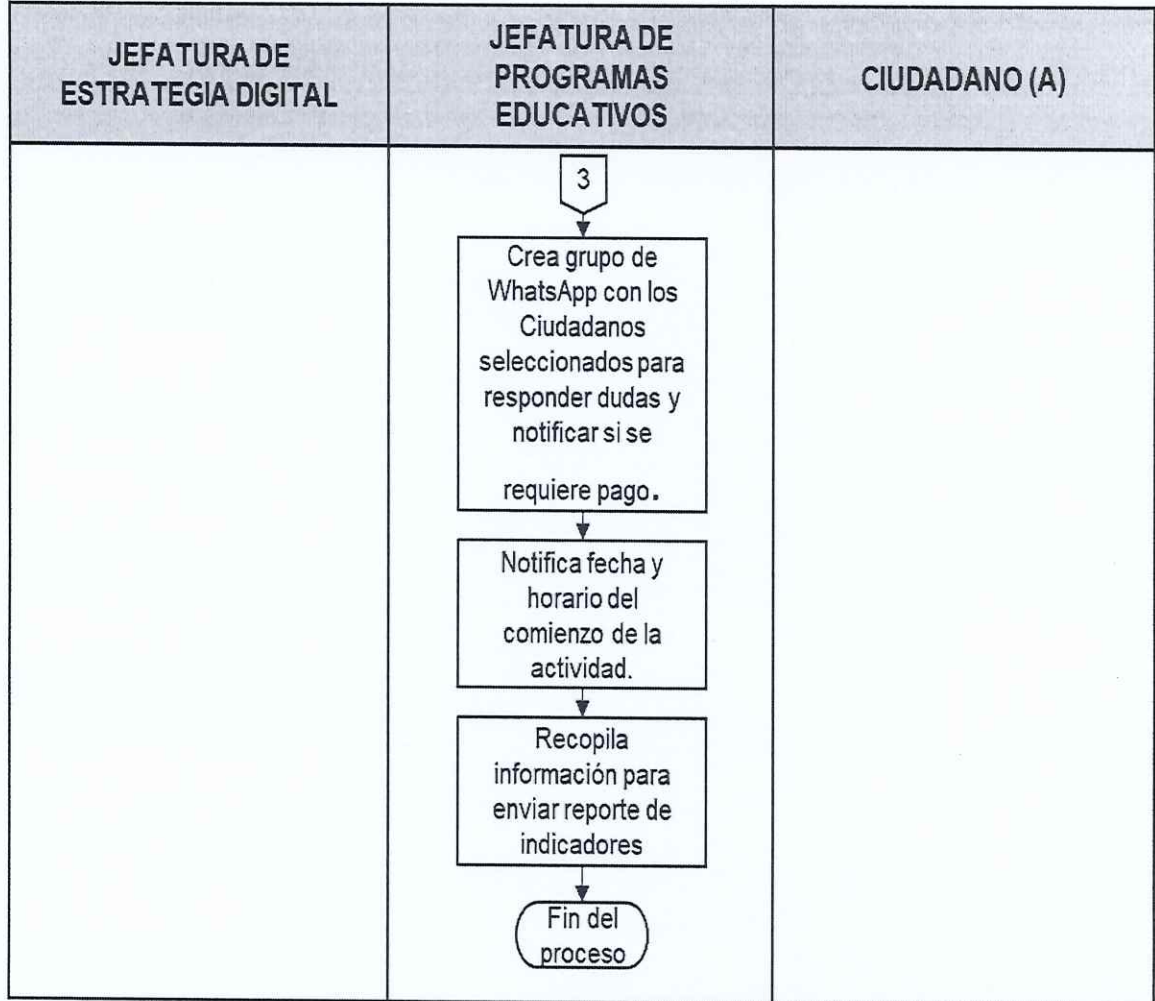 JEFATURA DE
ESTRATEGIA DIGITAL
JEFATURA DE
PROGRAMAS
EDUCATIVOS
CIUDADANO (A)
3
Crea grupo de
WhatsApp con los
Ciudadanos
seleccionados para
responder dudas y
notificar si se
requiere pago.
Notifica fecha y
horario del
comienzo de la
actividad.
Recopila
información para
enviar reporte de
indicadores
Fin del
proceso